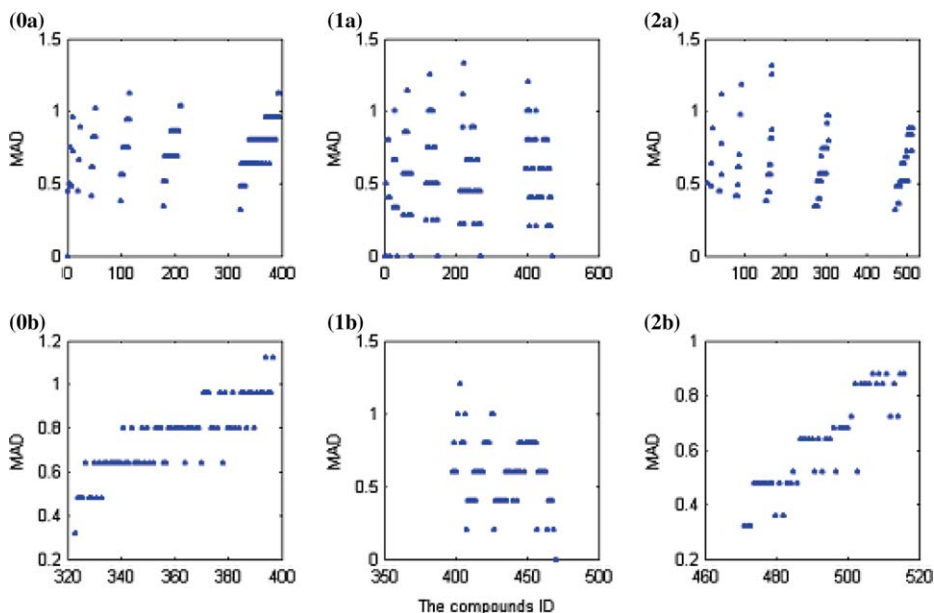 (0a) (1a) (2a)
1.5 1.5 1.5
1 1 1
MAD MAD MAD
0.5 0.5 0.5
0 0 0
0 100 200 300 400 0 200 400 600 100 200 300 400 500
(0b) (1b) (2b)
1.2 1.5 1
1
0.8 1 0.8
MAD MAD MAD
0.6 0.6
0.4 0.5 0.4
0.2 0 0.2
320 340 360 380 400 350 400 450 500 460 480 500 520
The compounds ID